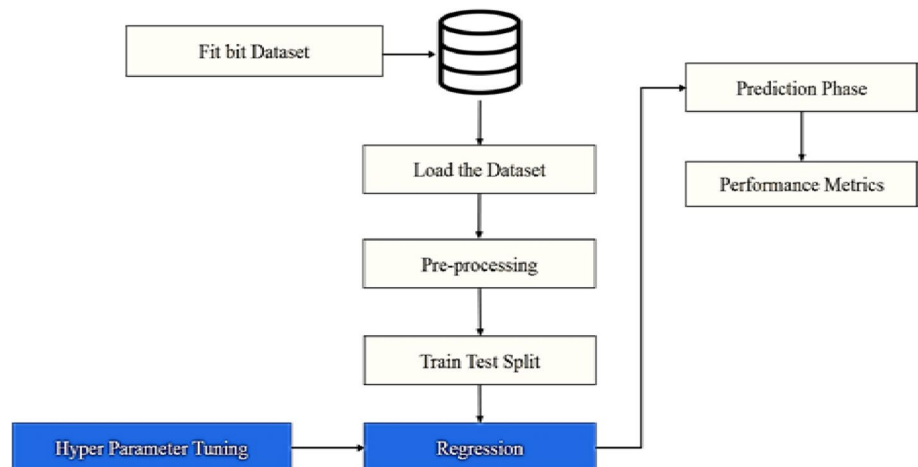 Fit bit Dataset
Load the Dataset
Pre-processing
Train Test Split
Hyper Parameter Tuning
Regression
Prediction Phase
Performance Metrics